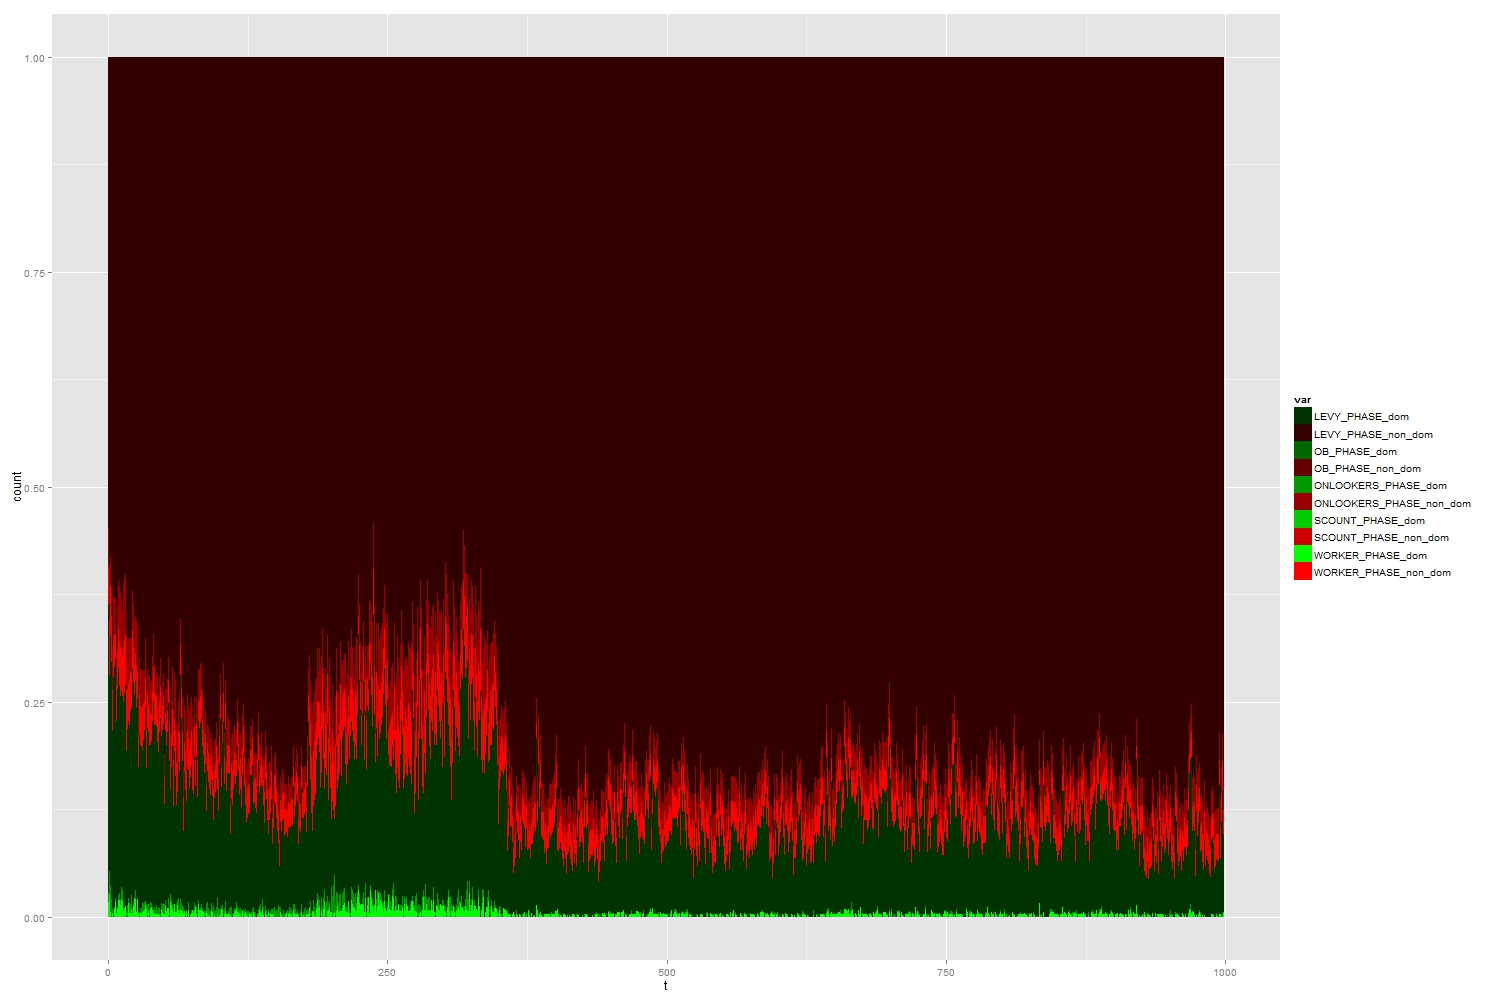 1.00
0.75
0.50
0.25
0.00
count
0
250
500
750
1000
t
var
LEVY_PHASE_dom
LEVY_PHASE_non_dom
OB_PHASE_dom
OB_PHASE_non_dom
ONLOOKERS_PHASE_dom
ONLOOKERS_PHASE_non_dom
SCOUNT_PHASE_dom
SCOUNT_PHASE_non_dom
WORKER_PHASE_dom
WORKER_PHASE_non_dom